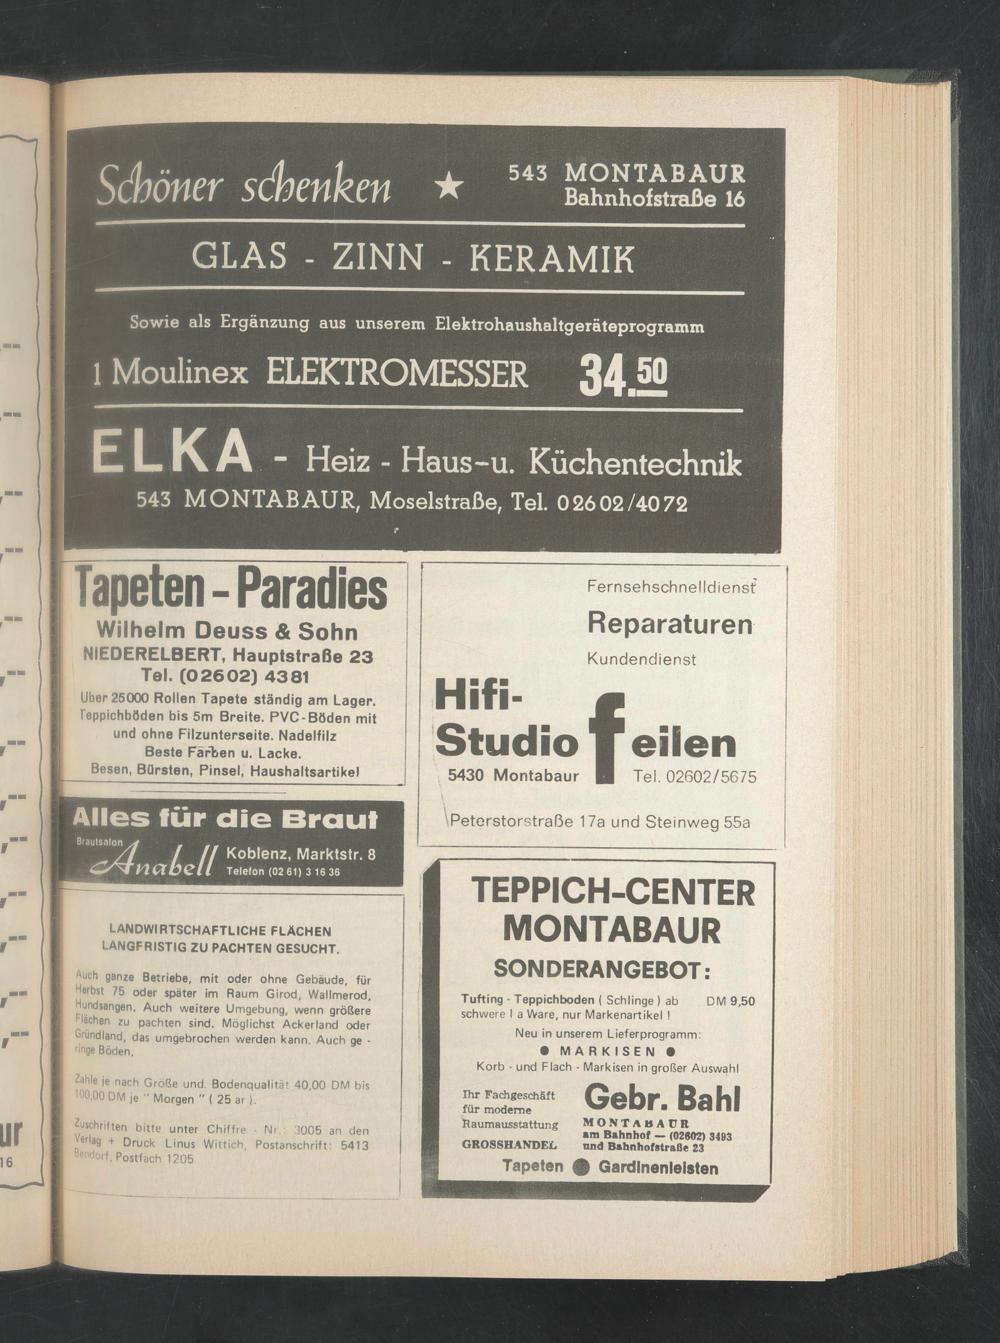 Schöner schenken ★ 543 MONTABAUR
Bahnhofstraße 16
GLAS - ZINN - KERAMIK
Sowie als Ergänzung aus unserem Elektrohaushaltgeräteprogramm
1 Moulinex ELEKTROMESSER 34.50
ELKA - Heiz - Haus-u. Küchentechnik
543 MONTABAUR, Moselstraße, Tel. 02602/4072
Tapeten - Paradies
Wilhelm Deuss & Sohn
NIEDERELBERT, Hauptstraße 23
Tel. (02602) 4381
Uber 25000 Rollen Tapete ständig am Lager.
Teppichböden bis 5m Breite. PVC-Böden mit
und ohne Filzunterseite. Nadelfilz
Beste Farben u. Lacke.
Besen, Bürsten, Pinsel, Haushaltsartikel
Alles für die Braut
Brautsalon
Anabell Koblenz, Marktstr. 8
Telefon (02 61) 3 16 36
LANDWIRTSCHAFTLICHE FLÄCHEN
LANGFRISTIG ZU PACHTEN GESUCHT.
Auch ganze Betriebe, mit oder ohne Gebäude, für
Herbst 75 oder später im Raum Girod, Wallmerod,
Hundsangen. Auch weitere Umgebung, wenn größere
Flächen zu pachten sind. Möglichst Ackerland oder
Gründland, das umgebrochen werden kann. Auch ge -
ringe Böden.
Zahle je nach Größe und. Bodenqualität 40,00 DM bis
100,00 DM je " Morgen " ( 25 ar ).
Zuschriften bitte unter Chiffre - Nr.: 3005 an den
Verlag + Druck Linus Wittich, Postanschrift: 5413
Bendorf, Postfach 1205
Fernsehschnelldienst
Reparaturen
Kundendienst
Hifi-
Studio feilen
5430 Montabaur Tel. 02602/5675
Peterstorstraße 17a und Steinweg 55a
TEPPICH-CENTER
MONTABAUR
SONDERANGEBOT:
Tufting - Teppichboden ( Schlinge ) ab DM 9,50
schwere I a Ware, nur Markenartikel !
Neu in unserem Lieferprogramm:
● MARKISEN ●
Korb - und Flach - Markisen in großer Auswahl
Ihr Fachgeschäft
für moderne
Raumausstattung
GROSSHANDEL
Gebr. Bahl
MONTABAUR
am Bahnhof — (02602) 3493
und Bahnhofstraße 23
Tapeten ● Gardinenleisten
ur
16